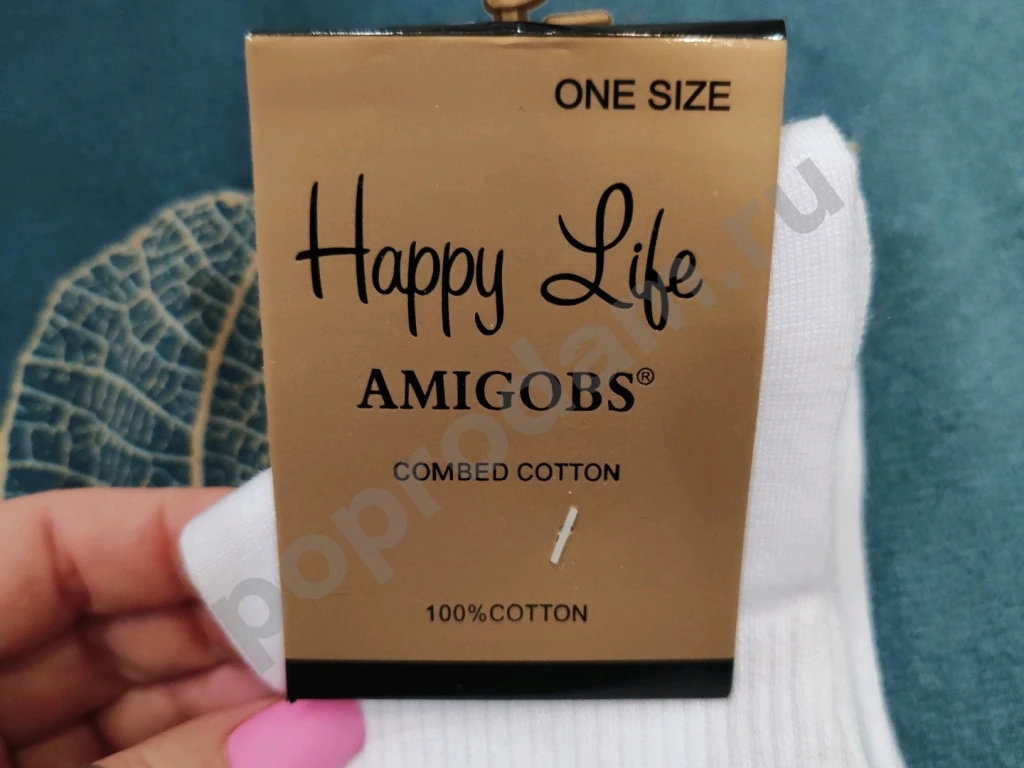 ONE SIZE
Happy Life
AMIGOBS®
COMBED COTTON
100%COTTON
poprodam.ru